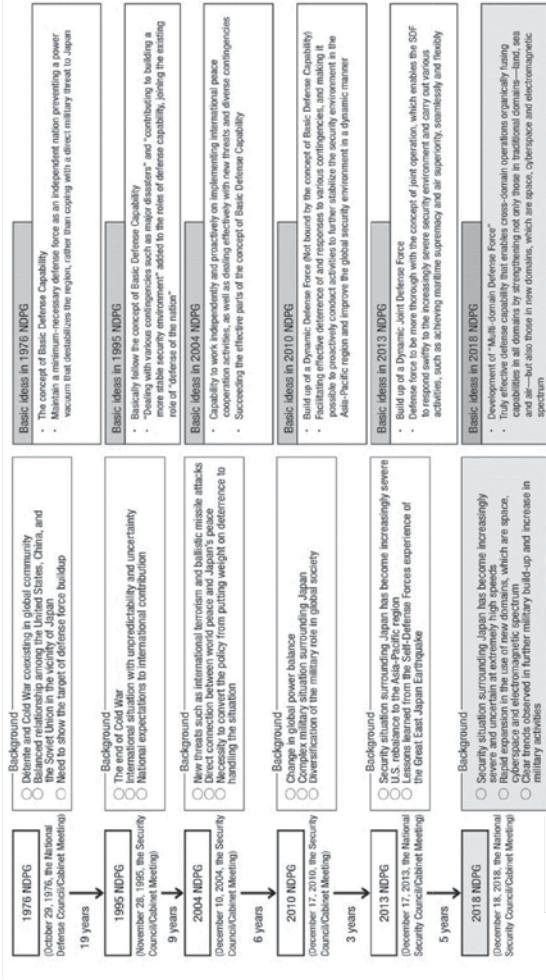 1976 NDPG
(October 29, 1976, the National
Defense Council/Cabinet Meeting)
19 years
Background
○ Détente and Cold War coexisting in global community
○ Balanced relationship among the United States, China, and
the Soviet Union in the vicinity of Japan
○ Need to show the target of defense force buildup
Basic ideas in 1976 NDPG
・ The concept of Basic Defense Capability
・ Maintain a minimum-necessary defense force as an independent nation preventing a power
vacuum that destabilizes the region, rather than coping with a direct military threat to Japan
1995 NDPG
(November 28, 1995, the Security
Council/Cabinet Meeting)
9 years
Background
○ The end of Cold War
○ International situation with unpredictability and uncertainty
○ National expectations to international contribution
Basic ideas in 1995 NDPG
・ Basically follow the concept of Basic Defense Capability
・ "Dealing with various contingencies such as major disasters" and "contributing to building a
more stable security environment" added to the roles of defense capability, joining the existing
role of "defense of the nation"
2004 NDPG
(December 10, 2004, the Security
Council/Cabinet Meeting)
6 years
Background
○ New threats such as international terrorism and ballistic missile attacks
○ Direct connection between world peace and Japan's peace
○ Necessity to convert the policy from putting weight on deterrence to
handling the situation
Basic ideas in 2004 NDPG
・ Capability to work independently and proactively on implementing international peace
cooperation activities, as well as dealing effectively with new threats and diverse contingencies
・ Succeeding the effective parts of the concept of Basic Defense Capability
2010 NDPG
(December 17, 2010, the Security
Council/Cabinet Meeting)
3 years
Background
○ Change in global power balance
○ Complex military situation surrounding Japan
○ Diversification of the military role in global society
Basic ideas in 2010 NDPG
・ Build up of a Dynamic Defense Force (Not bound by the concept of Basic Defense Capability)
・ Facilitating effective deterrence of and responses to various contingencies, and making it
possible to proactively conduct activities to further stabilize the security environment in the
Asia-Pacific region and improve the global security environment in a dynamic manner
2013 NDPG
(December 17, 2013, the National
Security Council/Cabinet Meeting)
5 years
Background
○ Security situation surrounding Japan has become increasingly severe
○ U.S. rebalance to the Asia-Pacific region
○ Lessons learned from the Self-Defense Forces experience of
the Great East Japan Earthquake
Basic ideas in 2013 NDPG
・ Build up of a Dynamic Joint Defense Force
・ Defense force to be more thorough with the concept of joint operation, which enables the SDF
to respond swiftly to the increasingly severe security environment and carry out various
activities, such as achieving maritime supremacy and air superiority, seamlessly and flexibly
2018 NDPG
(December 18, 2018, the National
Security Council/Cabinet Meeting)
Background
○ Security situation surrounding Japan has become increasingly
severe and uncertain at extremely high speeds
○ Rapid expansion in the use of new domains, which are space,
cyberspace and electromagnetic spectrum
○ Clear trends observed in further military build-up and increase in
military activities
Basic ideas in 2018 NDPG
・ Development of "Multi-domain Defense Force"
・ Truly effective defense capability that enables cross-domain operations organically fusing
capabilities in all domains by strengthening not only those in traditional domains—land, sea
and air—but also those in new domains, which are space, cyberspace and electromagnetic
spectrum